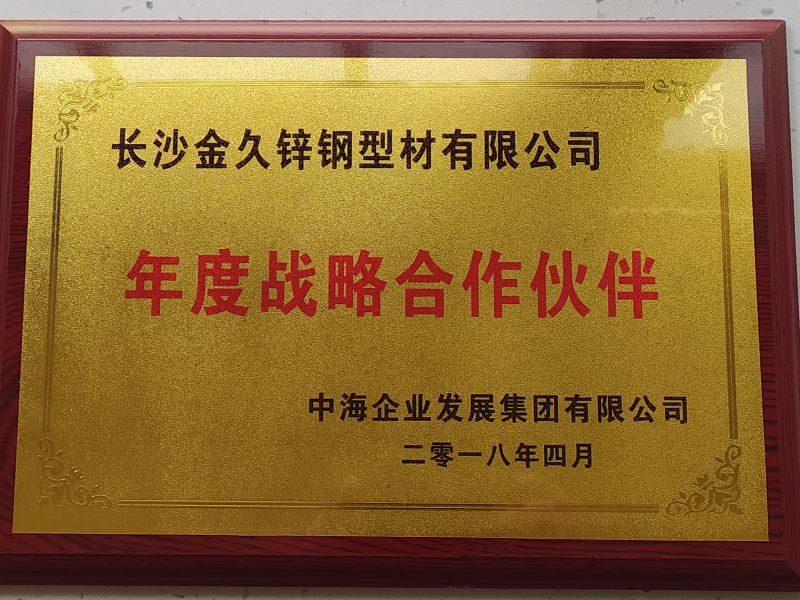 长沙金久锌钢型材有限公司
年度战略合作伙伴
中海企业发展集团有限公司
二零一八年四月